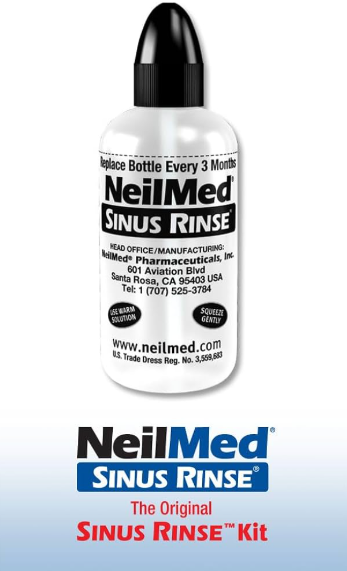 Replace Bottle Every 3 Months
NeilMed®
SINUS RINSE®
HEAD OFFICE/MANUFACTURING:
NeilMed® Pharmaceuticals, Inc.
601 Aviation Blvd
Santa Rosa, CA 95403 USA
Tel: 1 (707) 525-3784
USE WARM
SOLUTION
SQUEEZE
GENTLY
www.neilmed.com
U.S. Trade Dress Reg. No. 3,559,683
NeilMed®
SINUS RINSE®
The Original
SINUS RINSE™ Kit